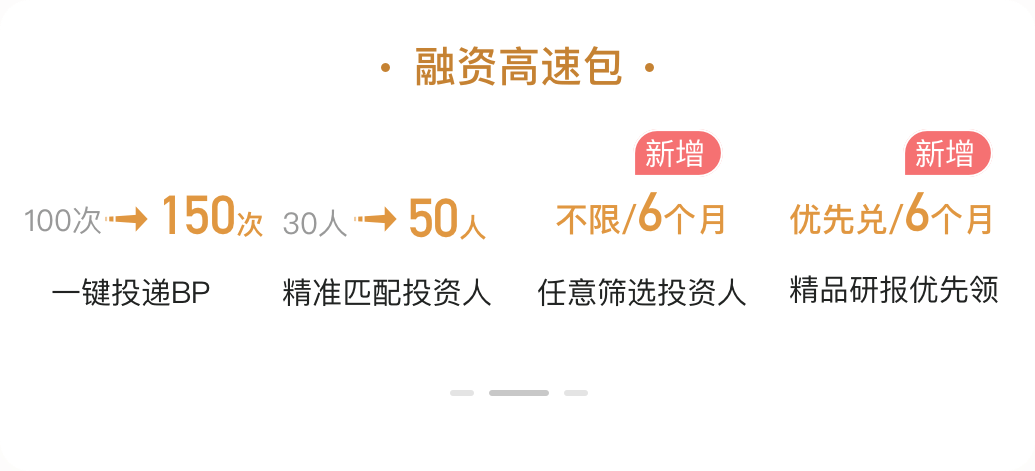 · 融资高速包 ·
新增 新增
100次 150次 30人 50人 不限/6个月 优先兑/6个月
一键投递BP 精准匹配投资人 任意筛选投资人 精品研报优先领